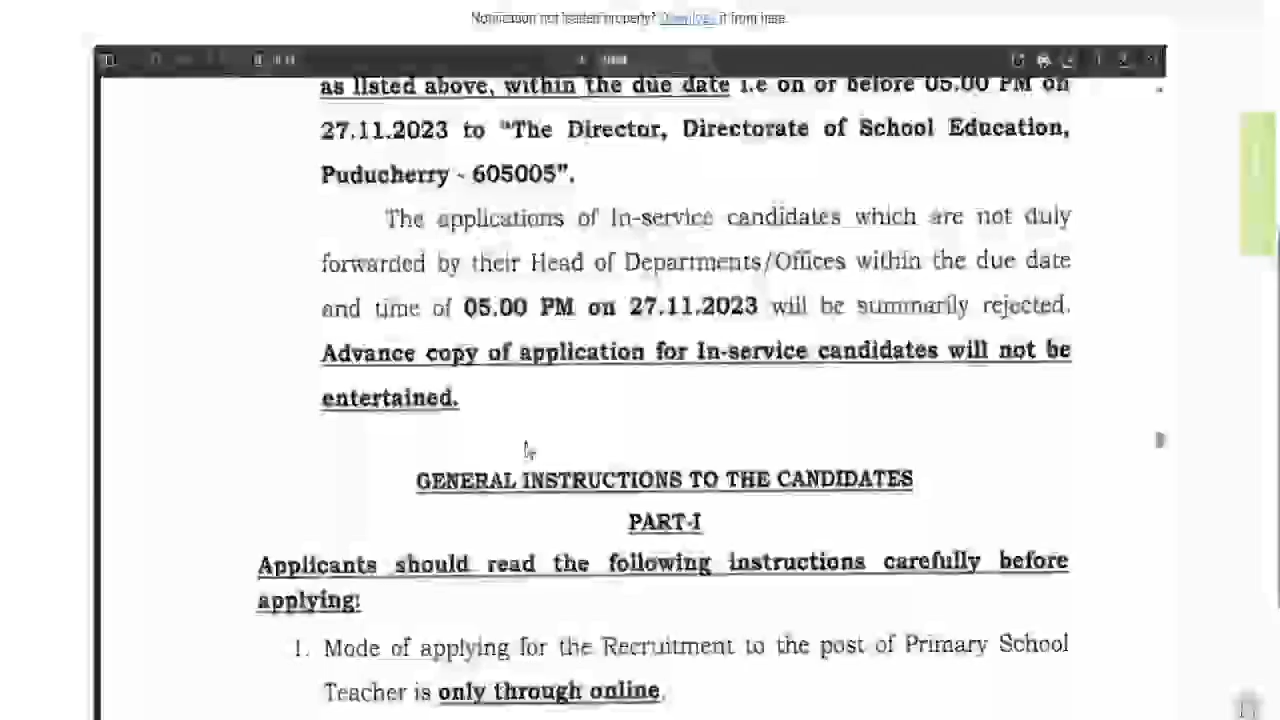 Notification not loaded properly? Download it from here.
as listed above, within the due date i.e on or before 05.00 PM on
27.11.2023 to "The Director, Directorate of School Education,
Puducherry - 605005".
The applications of In-service candidates which are not duly
forwarded by their Head of Departments/Offices within the due date
and time of 05.00 PM on 27.11.2023 will be summarily rejected.
Advance copy of application for In-service candidates will not be
entertained.
GENERAL INSTRUCTIONS TO THE CANDIDATES
PART-I
Applicants should read the following instructions carefully before
applying:
1. Mode of applying for the Recruitment to the post of Primary School
Teacher is only through online.